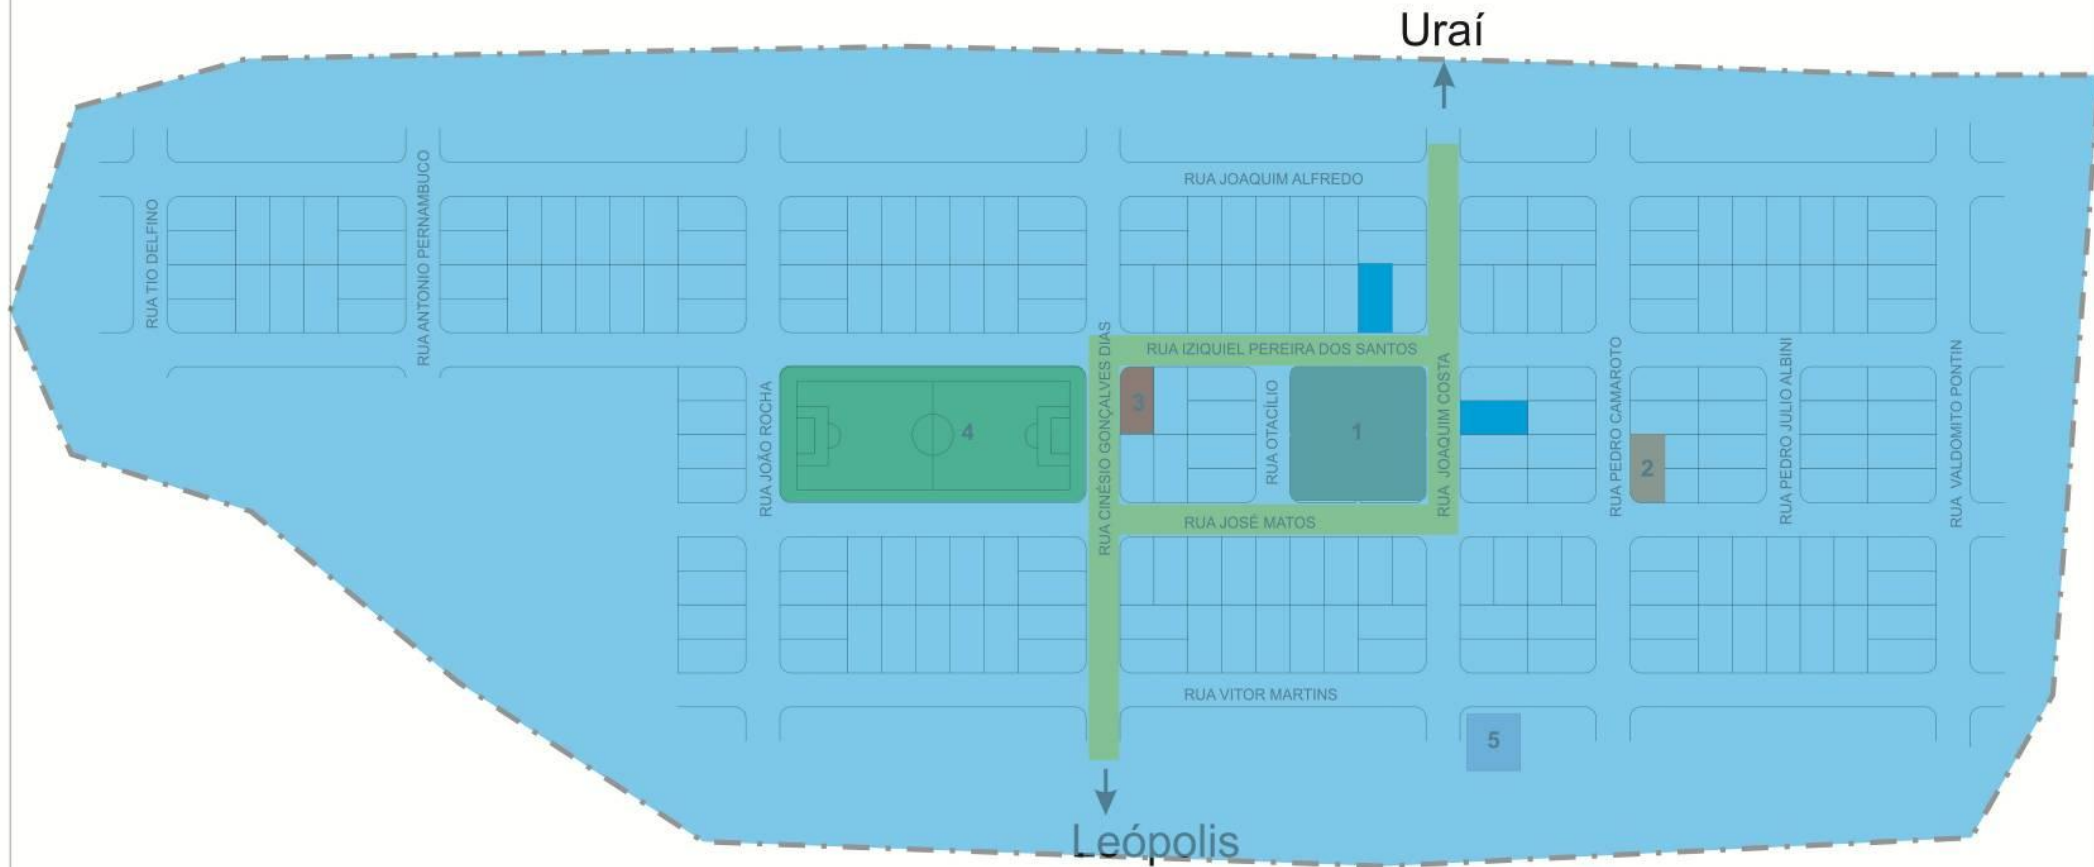 Uraí
RUA JOAQUIM ALFREDO
RUA TIO DELFINO
RUA ANTONIO PERNAMBUCO
RUA IZIQUIEL PEREIRA DOS SANTOS
RUA JOÃO ROCHA
4
RUA CINÉSIO GONÇALVES DIAS
3
RUA OTACÍLIO
1
RUA JOAQUIM COSTA
RUA PEDRO CAMAROTO
2
RUA PEDRO JULIO ALBINI
RUA VALDOMITO PONTIN
RUA JOSÉ MATOS
RUA VITOR MARTINS
5
Leópolis